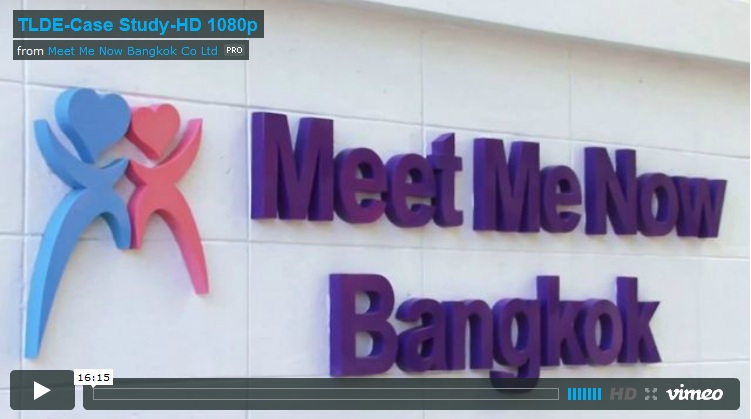 TLDE-Case Study-HD 1080p
from Meet Me Now Bangkok Co Ltd PRO
Meet Me Now
Bangkok
16:15
HD vimeo